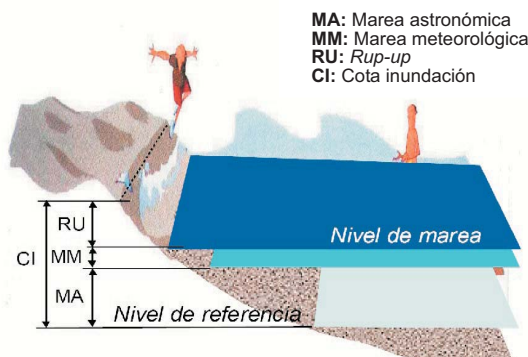 MA: Marea astronómica
MM: Marea meteorológica
RU: Rup-up
CI: Cota inundación
RU
Nivel de marea
CI
MM
MA
Nivel de referencia